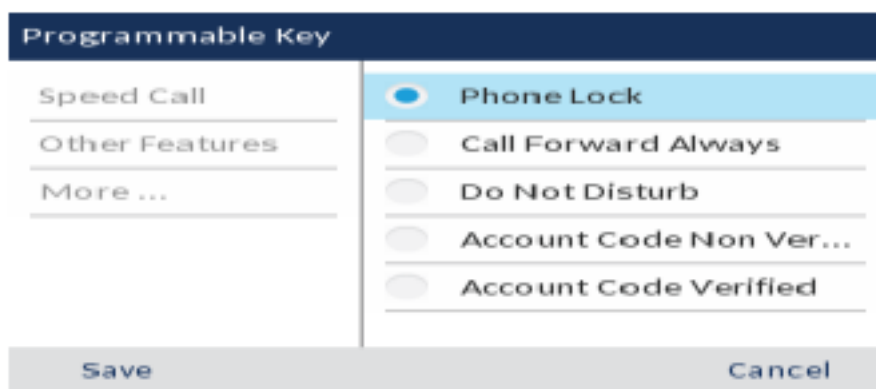 Programmable Key
Speed Call
Other Features
More ...
Phone Lock
Call Forward Always
Do Not Disturb
Account Code Non Ver...
Account Code Verified
Save
Cancel